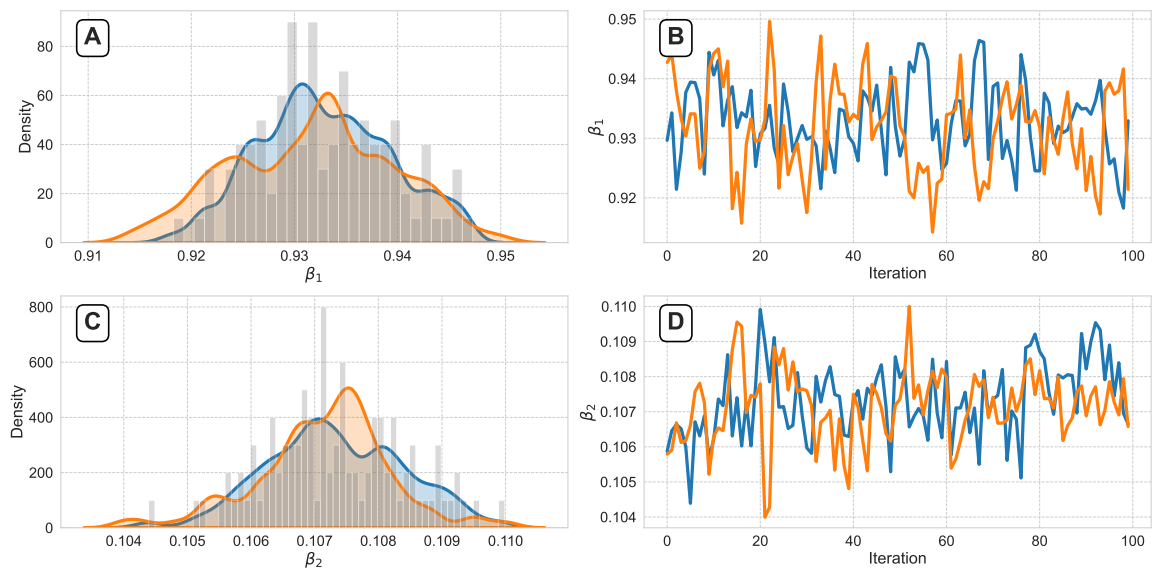 A
Density
80
60
40
20
0
0.91 0.92 0.93 0.94 0.95
β1
B
β1
0.95
0.94
0.93
0.92
0 20 40 60 80 100
Iteration
C
Density
800
600
400
200
0
0.104 0.105 0.106 0.107 0.108 0.109 0.110
β2
D
β2
0.110
0.109
0.108
0.107
0.106
0.105
0.104
0 20 40 60 80 100
Iteration